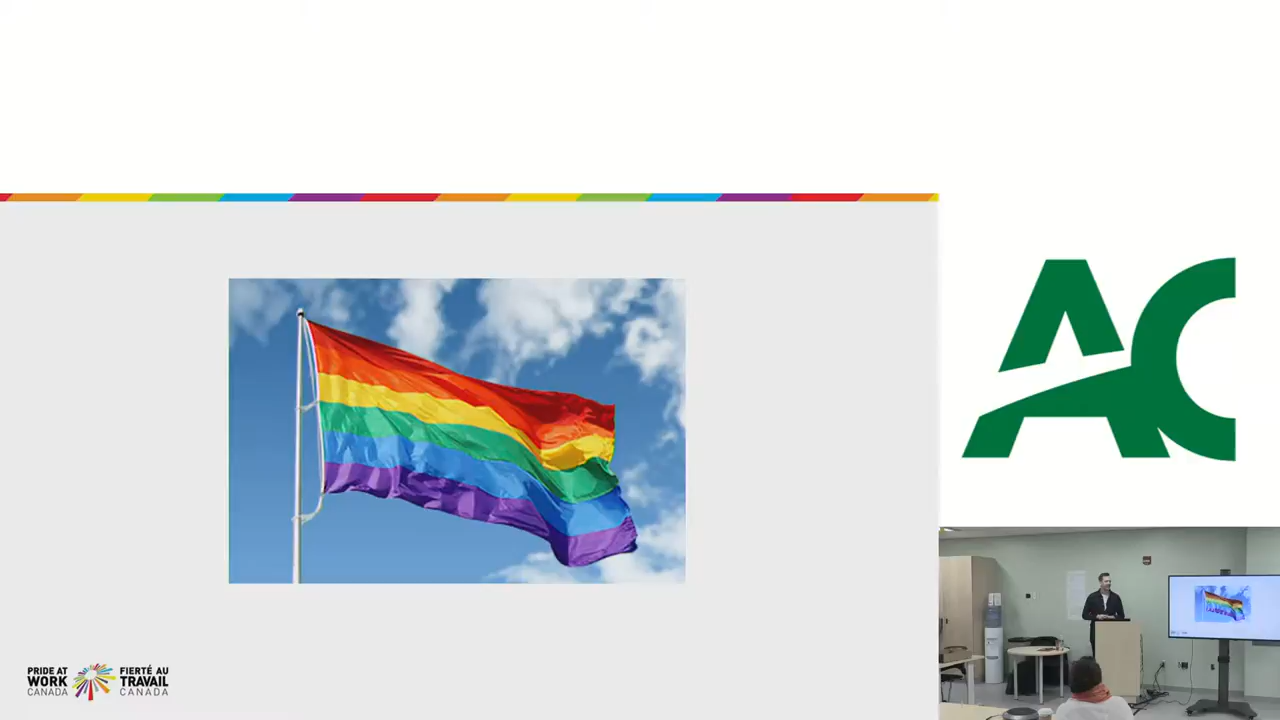 AC
PRIDE AT
WORK
CANADA
FIERTÉ AU
TRAVAIL
CANADA